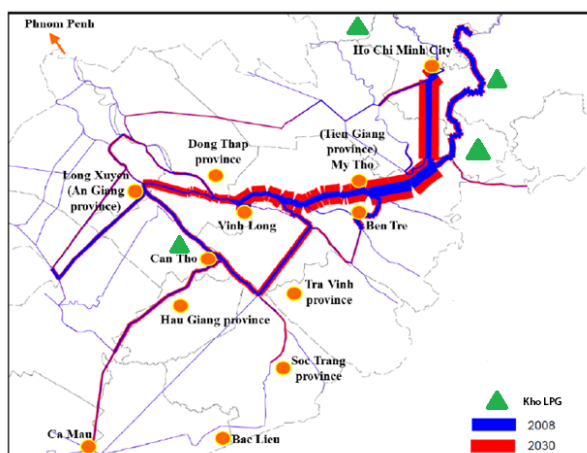 Phnom Penh
Ho Chi Minh City
(Tien Giang
province)
My Tho
Dong Thap
province
Long Xuyen
(An Giang
province)
Vinh Long
Ben Tre
Can Tho
Tra Vinh
province
Hau Giang province
Soc Trang
province
Ca Mau
Bac Lieu
Kho LPG
2008
2030